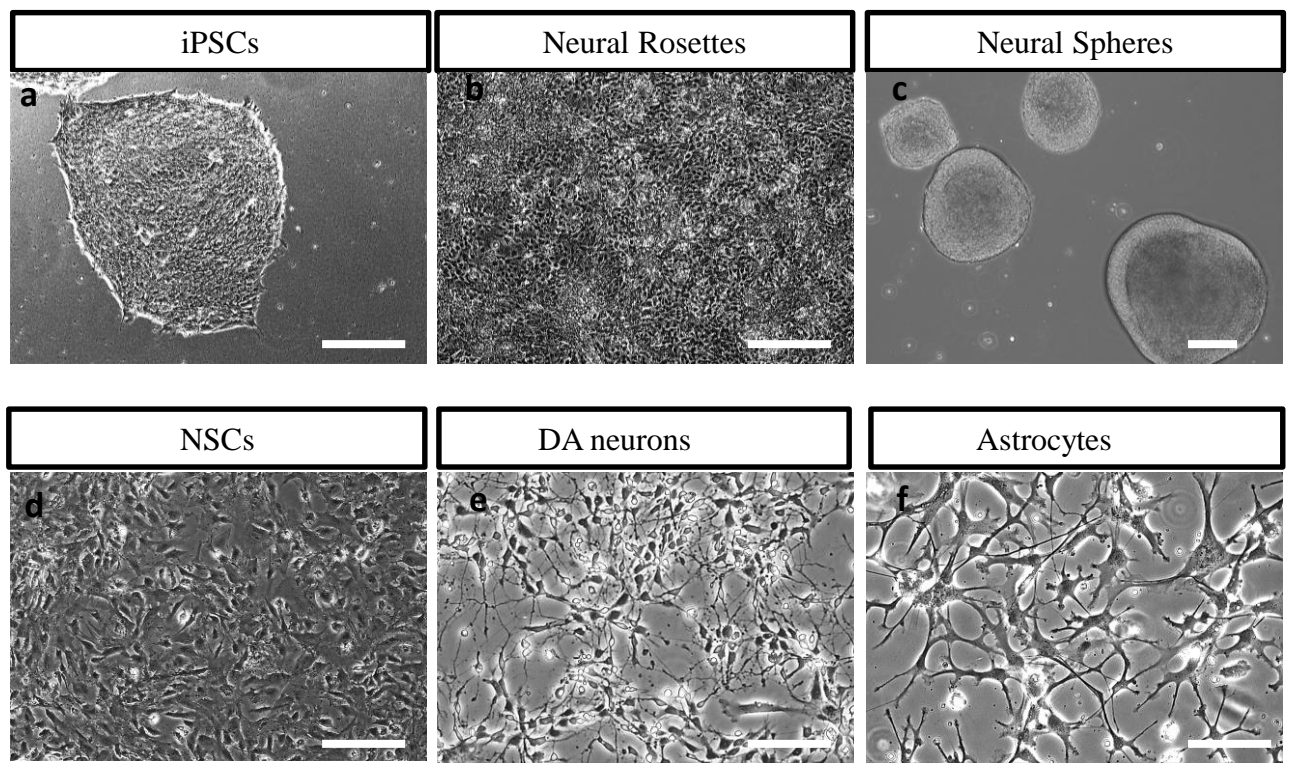 iPSCs
Neural Rosettes
Neural Spheres
a
b
c
NSCs
DA neurons
Astrocytes
d
e
f